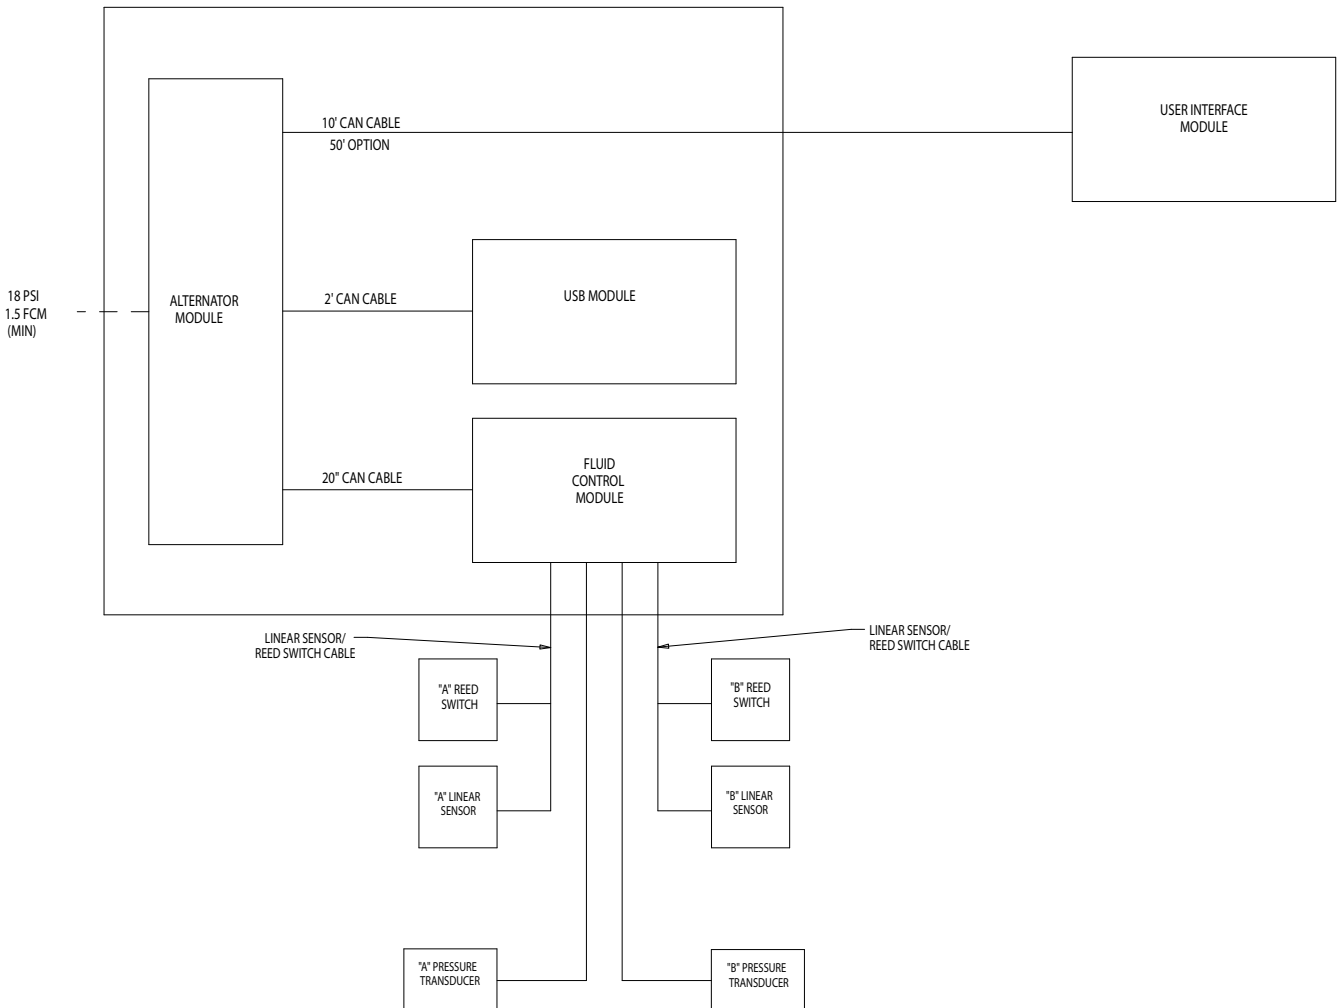 10' CAN CABLE
50' OPTION
USER INTERFACE
MODULE
18 PSI
1.5 FCM
(MIN)
ALTERNATOR
MODULE
2' CAN CABLE
USB MODULE
20" CAN CABLE
FLUID
CONTROL
MODULE
LINEAR SENSOR/
REED SWITCH CABLE
LINEAR SENSOR/
REED SWITCH CABLE
"A" REED
SWITCH
"B" REED
SWITCH
"A" LINEAR
SENSOR
"B" LINEAR
SENSOR
"A" PRESSURE
TRANSDUCER
"B" PRESSURE
TRANSDUCER